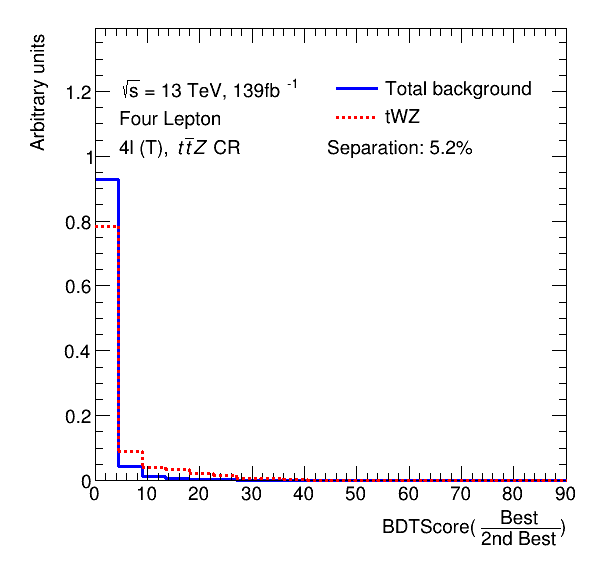 Arbitrary units
√s = 13 TeV, 139fb⁻¹
Four Lepton
4l (T), tt̅Z CR
Total background
tWZ
Separation: 5.2%
1.2
1
0.8
0.6
0.4
0.2
0
0 10 20 30 40 50 60 70 80 90
BDTScore(Best/2nd Best)